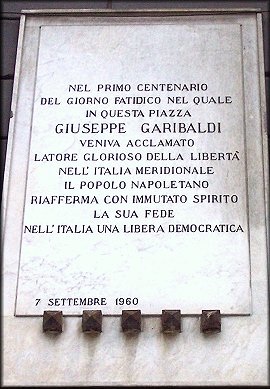 NEL PRIMO CENTENARIO
DEL GIORNO FATIDICO NEL QUALE
IN QUESTA PIAZZA
GIUSEPPE GARIBALDI
VENIVA ACCLAMATO
LATORE GLORIOSO DELLA LIBERTÀ
NELL'ITALIA MERIDIONALE
IL POPOLO NAPOLETANO
RIAFFERMA CON IMMUTATO SPIRITO
LA SUA FEDE
NELL'ITALIA UNA LIBERA DEMOCRATICA
7 SETTEMBRE 1960